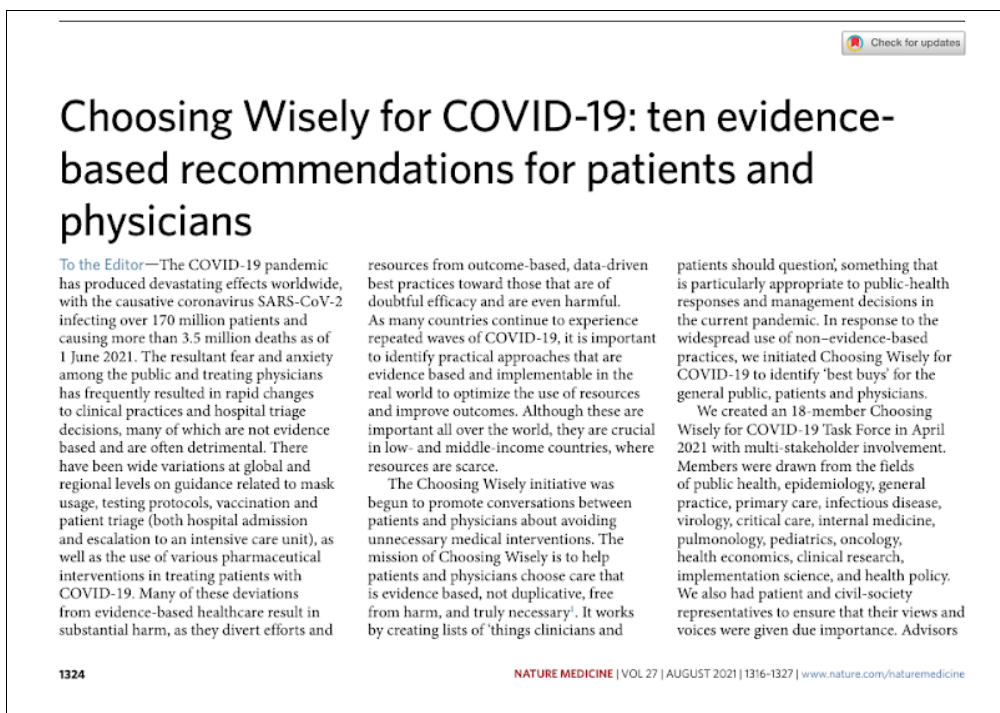 Check for updates
Choosing Wisely for COVID-19: ten evidence-
based recommendations for patients and
physicians
To the Editor—The COVID-19 pandemic
has produced devastating effects worldwide,
with the causative coronavirus SARS-CoV-2
infecting over 170 million patients and
causing more than 3.5 million deaths as of
1 June 2021. The resultant fear and anxiety
among the public and treating physicians
has frequently resulted in rapid changes
to clinical practices and hospital triage
decisions, many of which are not evidence
based and are often detrimental. There
have been wide variations at global and
regional levels on guidance related to mask
usage, testing protocols, vaccination and
patient triage (both hospital admission
and escalation to an intensive care unit), as
well as the use of various pharmaceutical
interventions in treating patients with
COVID-19. Many of these deviations
from evidence-based healthcare result in
substantial harm, as they divert efforts and
resources from outcome-based, data-driven
best practices toward those that are of
doubtful efficacy and are even harmful.
As many countries continue to experience
repeated waves of COVID-19, it is important
to identify practical approaches that are
evidence based and implementable in the
real world to optimize the use of resources
and improve outcomes. Although these are
important all over the world, they are crucial
in low- and middle-income countries, where
resources are scarce.
The Choosing Wisely initiative was
begun to promote conversations between
patients and physicians about avoiding
unnecessary medical interventions. The
mission of Choosing Wisely is to help
patients and physicians choose care that
is evidence based, not duplicative, free
from harm, and truly necessary¹. It works
by creating lists of ‘things clinicians and
patients should question’, something that
is particularly appropriate to public-health
responses and management decisions in
the current pandemic. In response to the
widespread use of non–evidence-based
practices, we initiated Choosing Wisely for
COVID-19 to identify ‘best buys’ for the
general public, patients and physicians.
We created an 18-member Choosing
Wisely for COVID-19 Task Force in April
2021 with multi-stakeholder involvement.
Members were drawn from the fields
of public health, epidemiology, general
practice, primary care, infectious disease,
virology, critical care, internal medicine,
pulmonology, pediatrics, oncology,
health economics, clinical research,
implementation science, and health policy.
We also had patient and civil-society
representatives to ensure that their views and
voices were given due importance. Advisors
1324
NATURE MEDICINE | VOL 27 | AUGUST 2021 | 1316–1327 | www.nature.com/naturemedicine